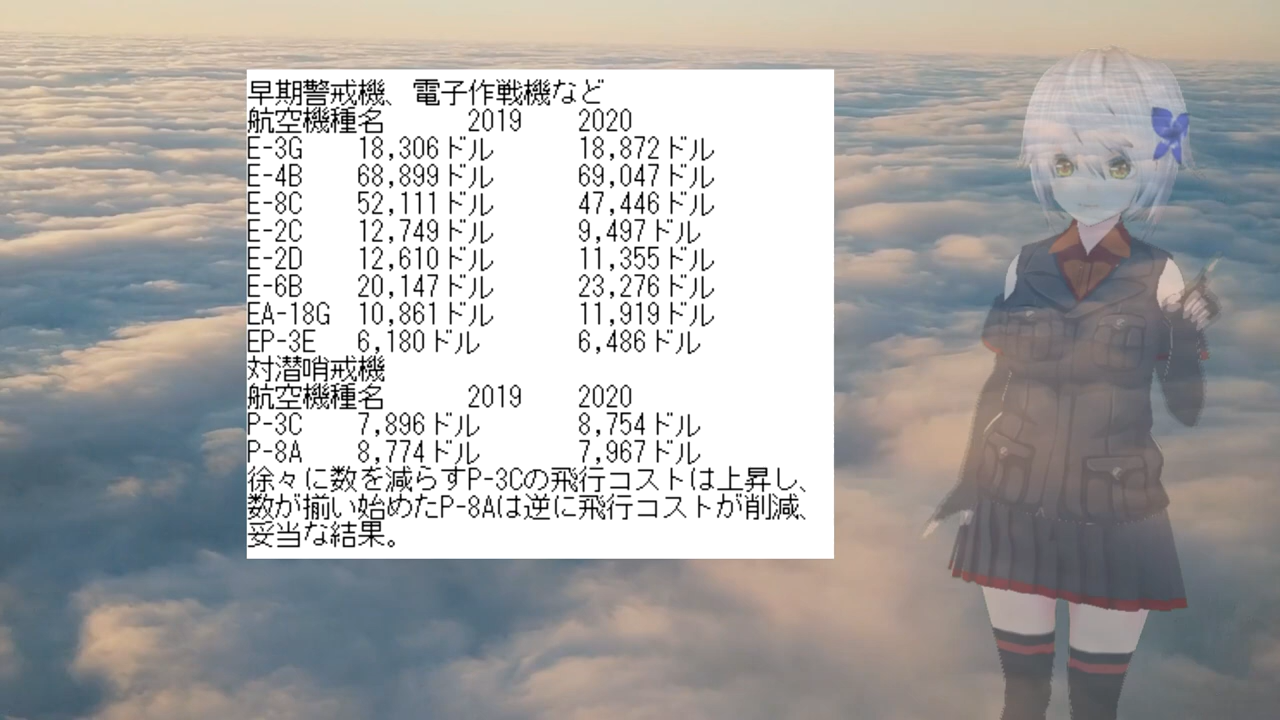 早期警戒機、電子作戦機など
航空機種名 2019 2020
E-3G 18,306ドル 18,872ドル
E-4B 68,899ドル 69,047ドル
E-8C 52,111ドル 47,446ドル
E-2C 12,749ドル 9,497ドル
E-2D 12,610ドル 11,355ドル
E-6B 20,147ドル 23,276ドル
EA-18G 10,861ドル 11,919ドル
EP-3E 6,180ドル 6,486ドル
対潜哨戒機
航空機種名 2019 2020
P-3C 7,896ドル 8,754ドル
P-8A 8,774ドル 7,967ドル
徐々に数を減らすP-3Cの飛行コストは上昇し、
数が揃い始めたP-8Aは逆に飛行コストが削減、
妥当な結果。